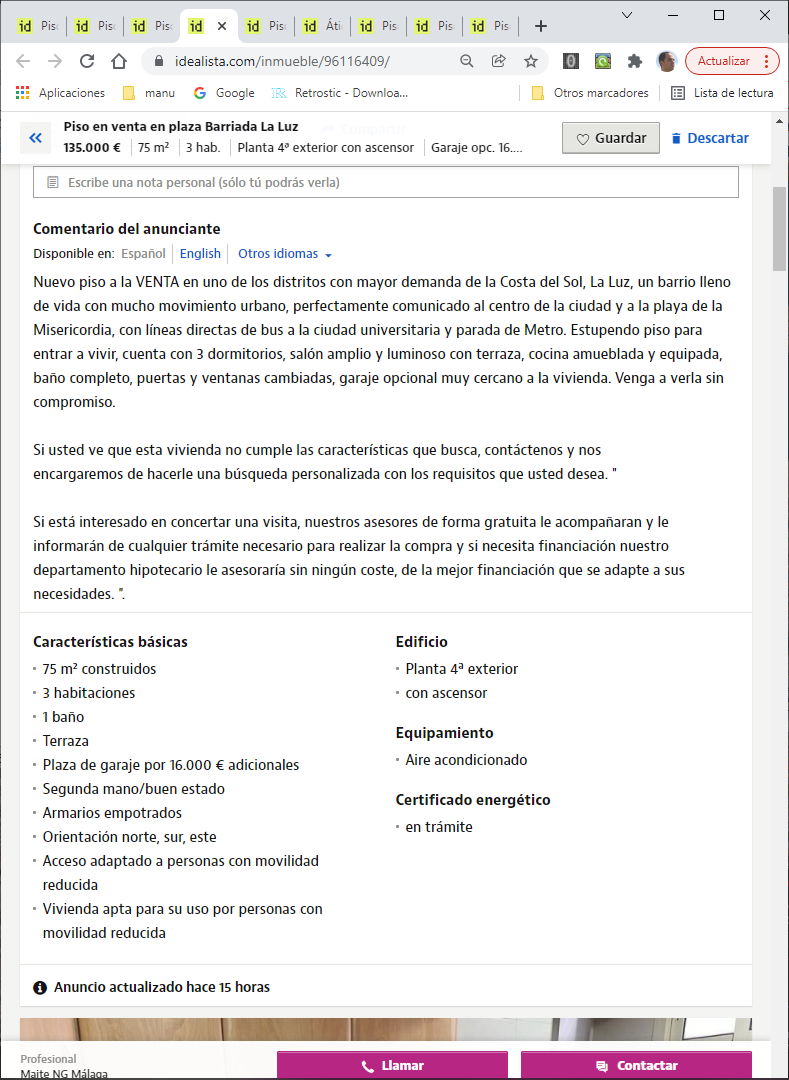 id Piso
id Piso
id Piso
id
id Piso
id Áti
id Pis
id Pis
id Pis
idealista.com/inmueble/96116409/
Actualizar
Aplicaciones
manu
Google
Retrostic - Downloa...
Otros marcadores
Lista de lectura
Piso en venta en plaza Barriada La Luz
135.000 € 75 m² 3 hab. Planta 4ª exterior con ascensor Garaje opc. 16....
Guardar
Descartar
Escribe una nota personal (sólo tú podrás verla)
Comentario del anunciante
Disponible en: Español English Otros idiomas
Nuevo piso a la VENTA en uno de los distritos con mayor demanda de la Costa del Sol, La Luz, un barrio lleno
de vida con mucho movimiento urbano, perfectamente comunicado al centro de la ciudad y a la playa de la
Misericordia, con líneas directas de bus a la ciudad universitaria y parada de Metro. Estupendo piso para
entrar a vivir, cuenta con 3 dormitorios, salón amplio y luminoso con terraza, cocina amueblada y equipada,
baño completo, puertas y ventanas cambiadas, garaje opcional muy cercano a la vivienda. Venga a verla sin
compromiso.
Si usted ve que esta vivienda no cumple las características que busca, contáctenos y nos
encargaremos de hacerle una búsqueda personalizada con los requisitos que usted desea. "
Si está interesado en concertar una visita, nuestros asesores de forma gratuita le acompañaran y le
informarán de cualquier trámite necesario para realizar la compra y si necesita financiación nuestro
departamento hipotecario le asesoraría sin ningún coste, de la mejor financiación que se adapte a sus
necesidades. ".
Características básicas
75 m² construidos
3 habitaciones
1 baño
Terraza
Plaza de garaje por 16.000 € adicionales
Segunda mano/buen estado
Armarios empotrados
Orientación norte, sur, este
Acceso adaptado a personas con movilidad
reducida
Vivienda apta para su uso por personas con
movilidad reducida
Edificio
Planta 4ª exterior
con ascensor
Equipamiento
Aire acondicionado
Certificado energético
en trámite
Anuncio actualizado hace 15 horas
Profesional
Maite NG Málaga
Llamar
Contactar